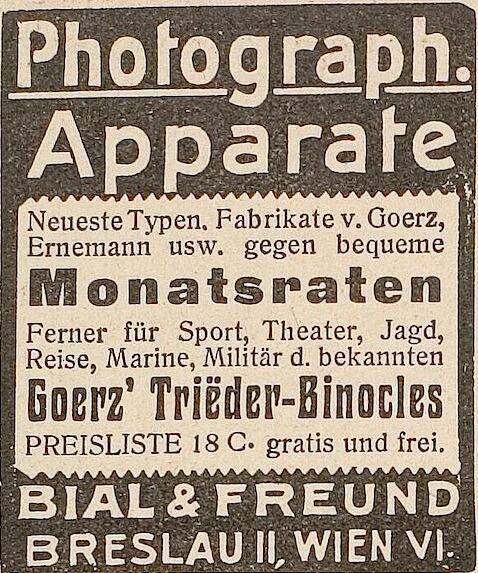 Photograph.
Apparate
Neueste Typen. Fabrikate v. Goerz,
Ernemann usw. gegen bequeme
Monatsraten
Ferner für Sport, Theater, Jagd,
Reise, Marine, Militär d. bekannten
Goerz' Triëder-Binocles
PREISLISTE 18 C. gratis und frei.
BIAL & FREUND
BRESLAU II, WIEN VI.